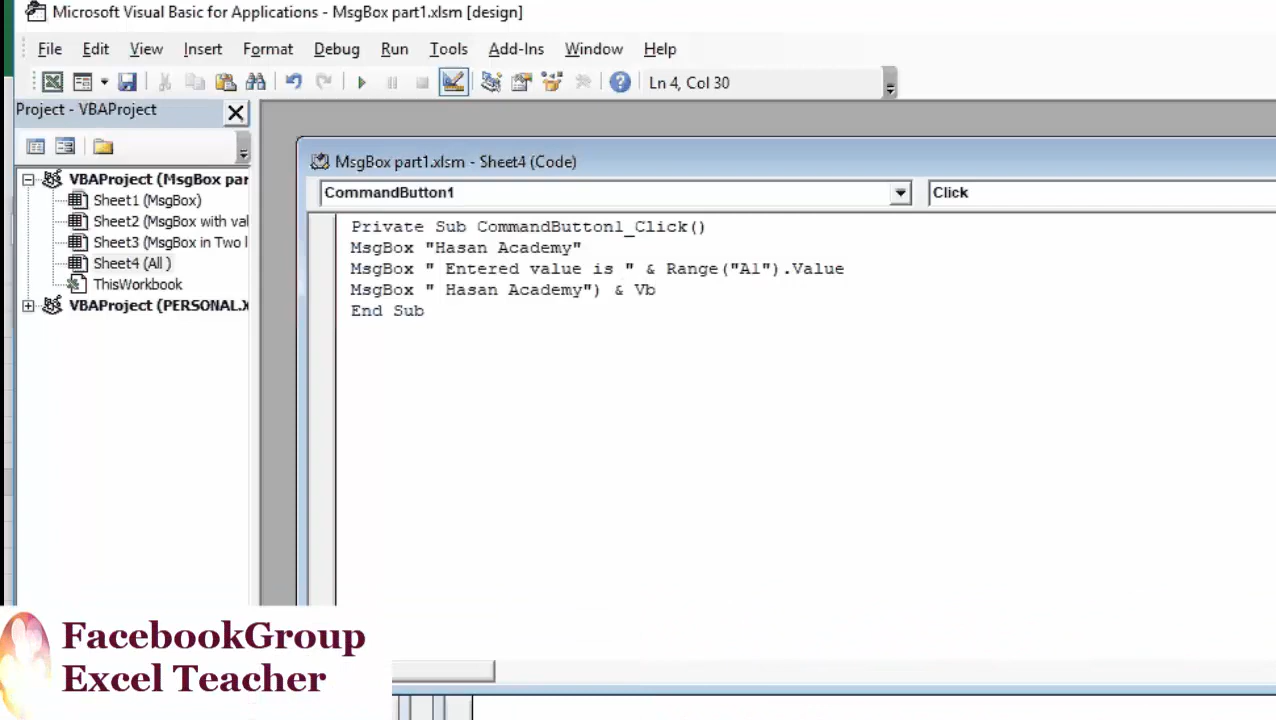 Microsoft Visual Basic for Applications - MsgBox part1.xlsm [design]
File Edit View Insert Format Debug Run Tools Add-Ins Window Help
Ln 4, Col 30
Project - VBAProject
VBAProject (MsgBox par
Sheet1 (MsgBox)
Sheet2 (MsgBox with val
Sheet3 (MsgBox in Two l
Sheet4 (All )
ThisWorkbook
VBAProject (PERSONAL.X
MsgBox part1.xlsm - Sheet4 (Code)
CommandButton1 Click
Private Sub CommandButton1_Click()
MsgBox "Hasan Academy"
MsgBox " Entered value is " & Range("A1").Value
MsgBox " Hasan Academy") & Vb
End Sub
FacebookGroup
Excel Teacher